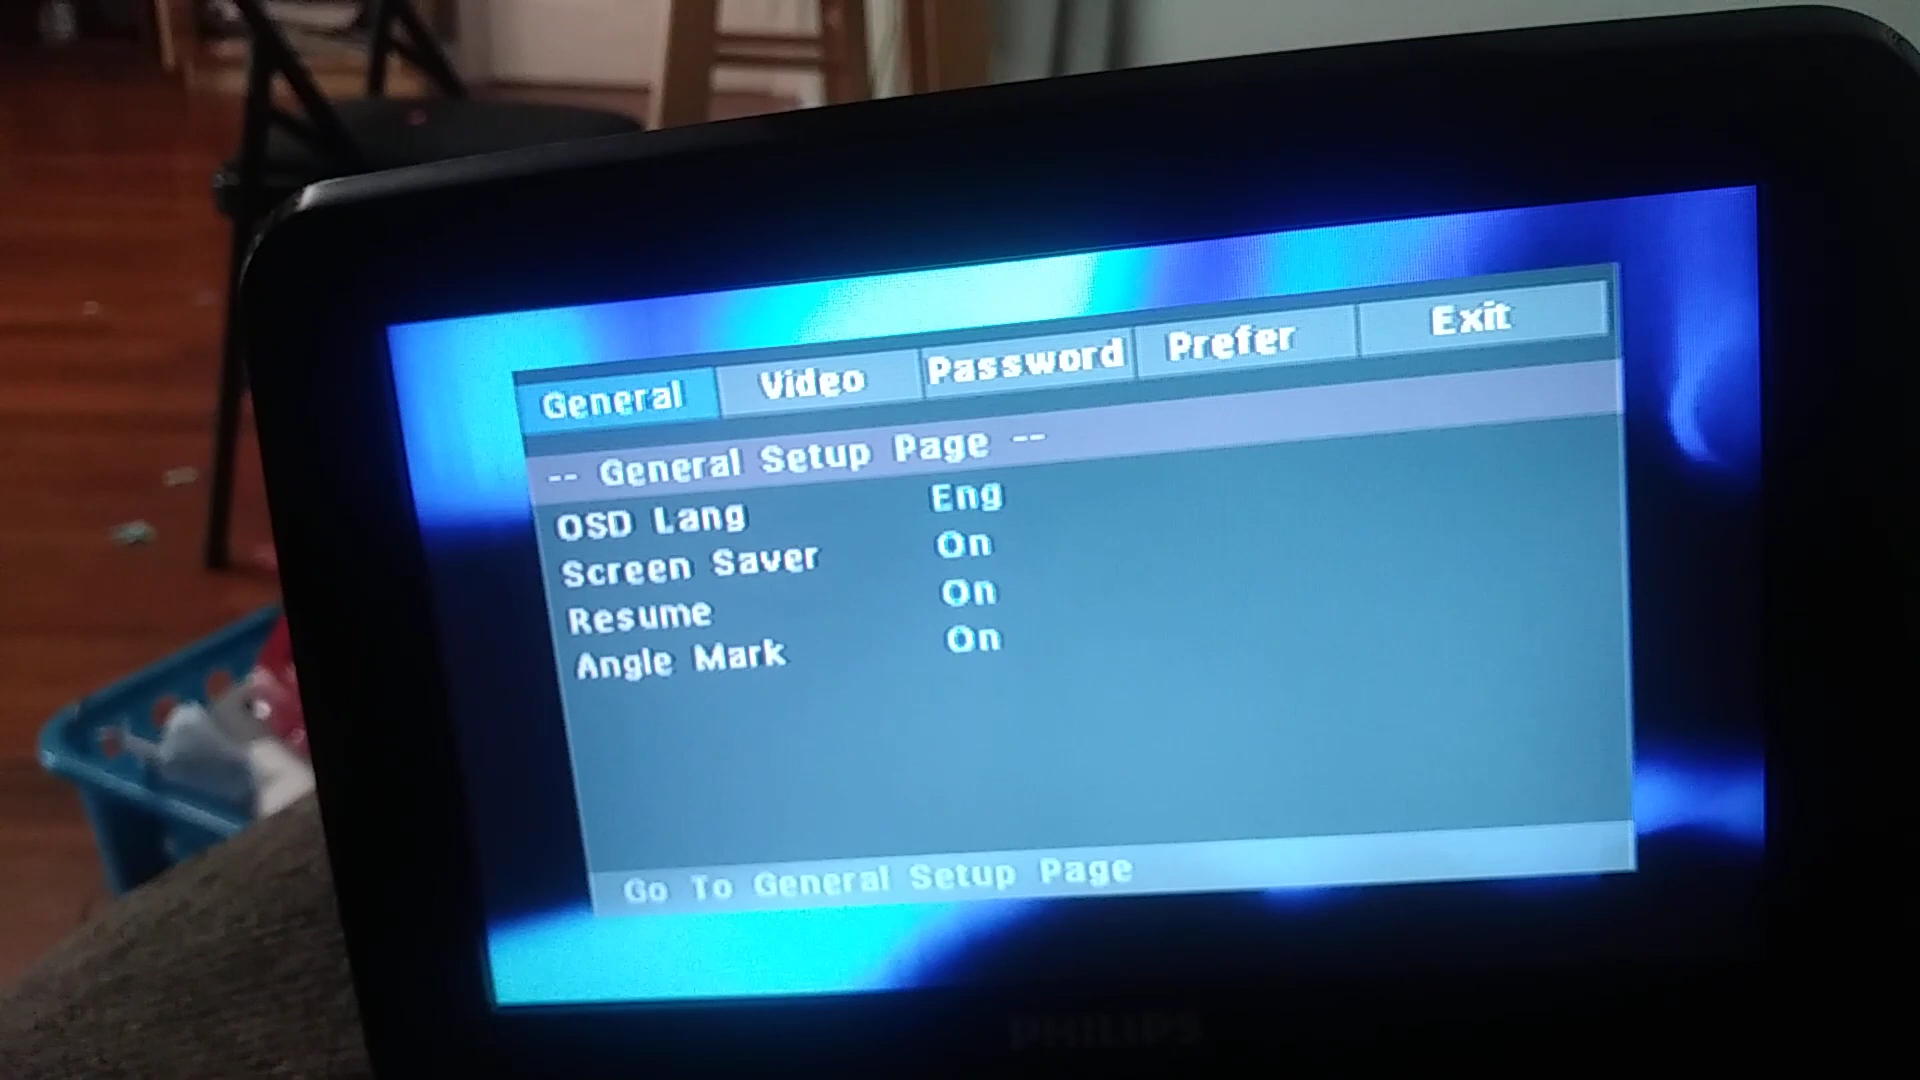 General Video Password Prefer Exit
-- General Setup Page --
OSD Lang Eng
Screen Saver On
Resume On
Angle Mark On
Go To General Setup Page
PHILIPS